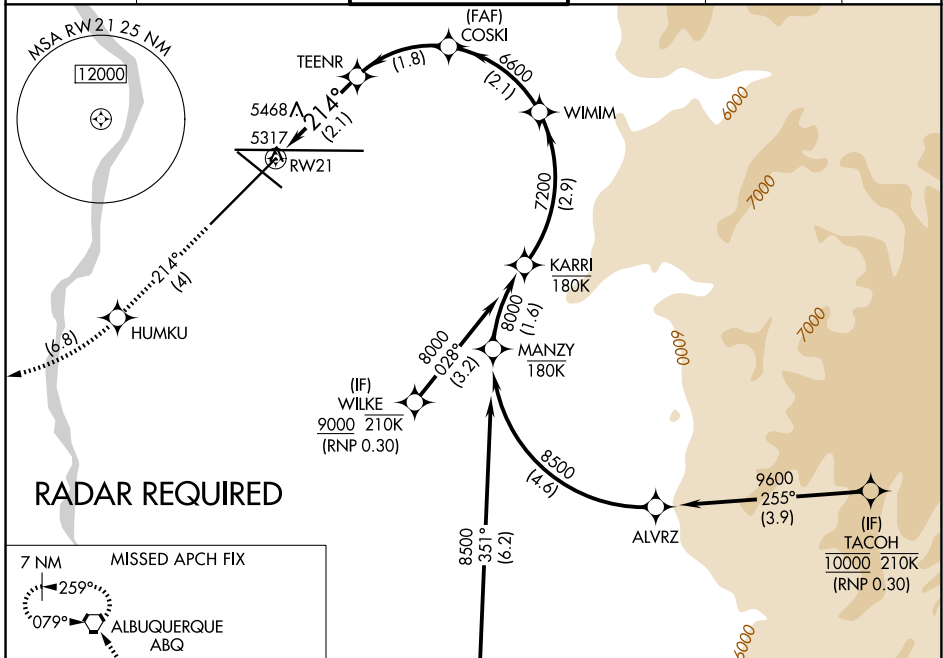 MSA RW 21 25 NM
12000
(FAF)
COSKI
TEENR
(1.8)
6600
(2.1)
WIMIM
6000
5468
214°
(2.1)
5317
RW21
7000
7200
(2.9)
214°
(4)
KARRI
180K
HUMKU
(6.8)
8000
(1.6)
8000
028°
(3.2)
MANZY
180K
6000
7000
(IF)
WILKE
9000 210K
(RNP 0.30)
8500
(4.6)
RADAR REQUIRED
9600
255°
(3.9)
ALVRZ
(IF)
TACOH
10000 210K
(RNP 0.30)
8500
351°
(6.2)
6000
MISSED APCH FIX
7 NM
259°
079°
ALBUQUERQUE
ABQ